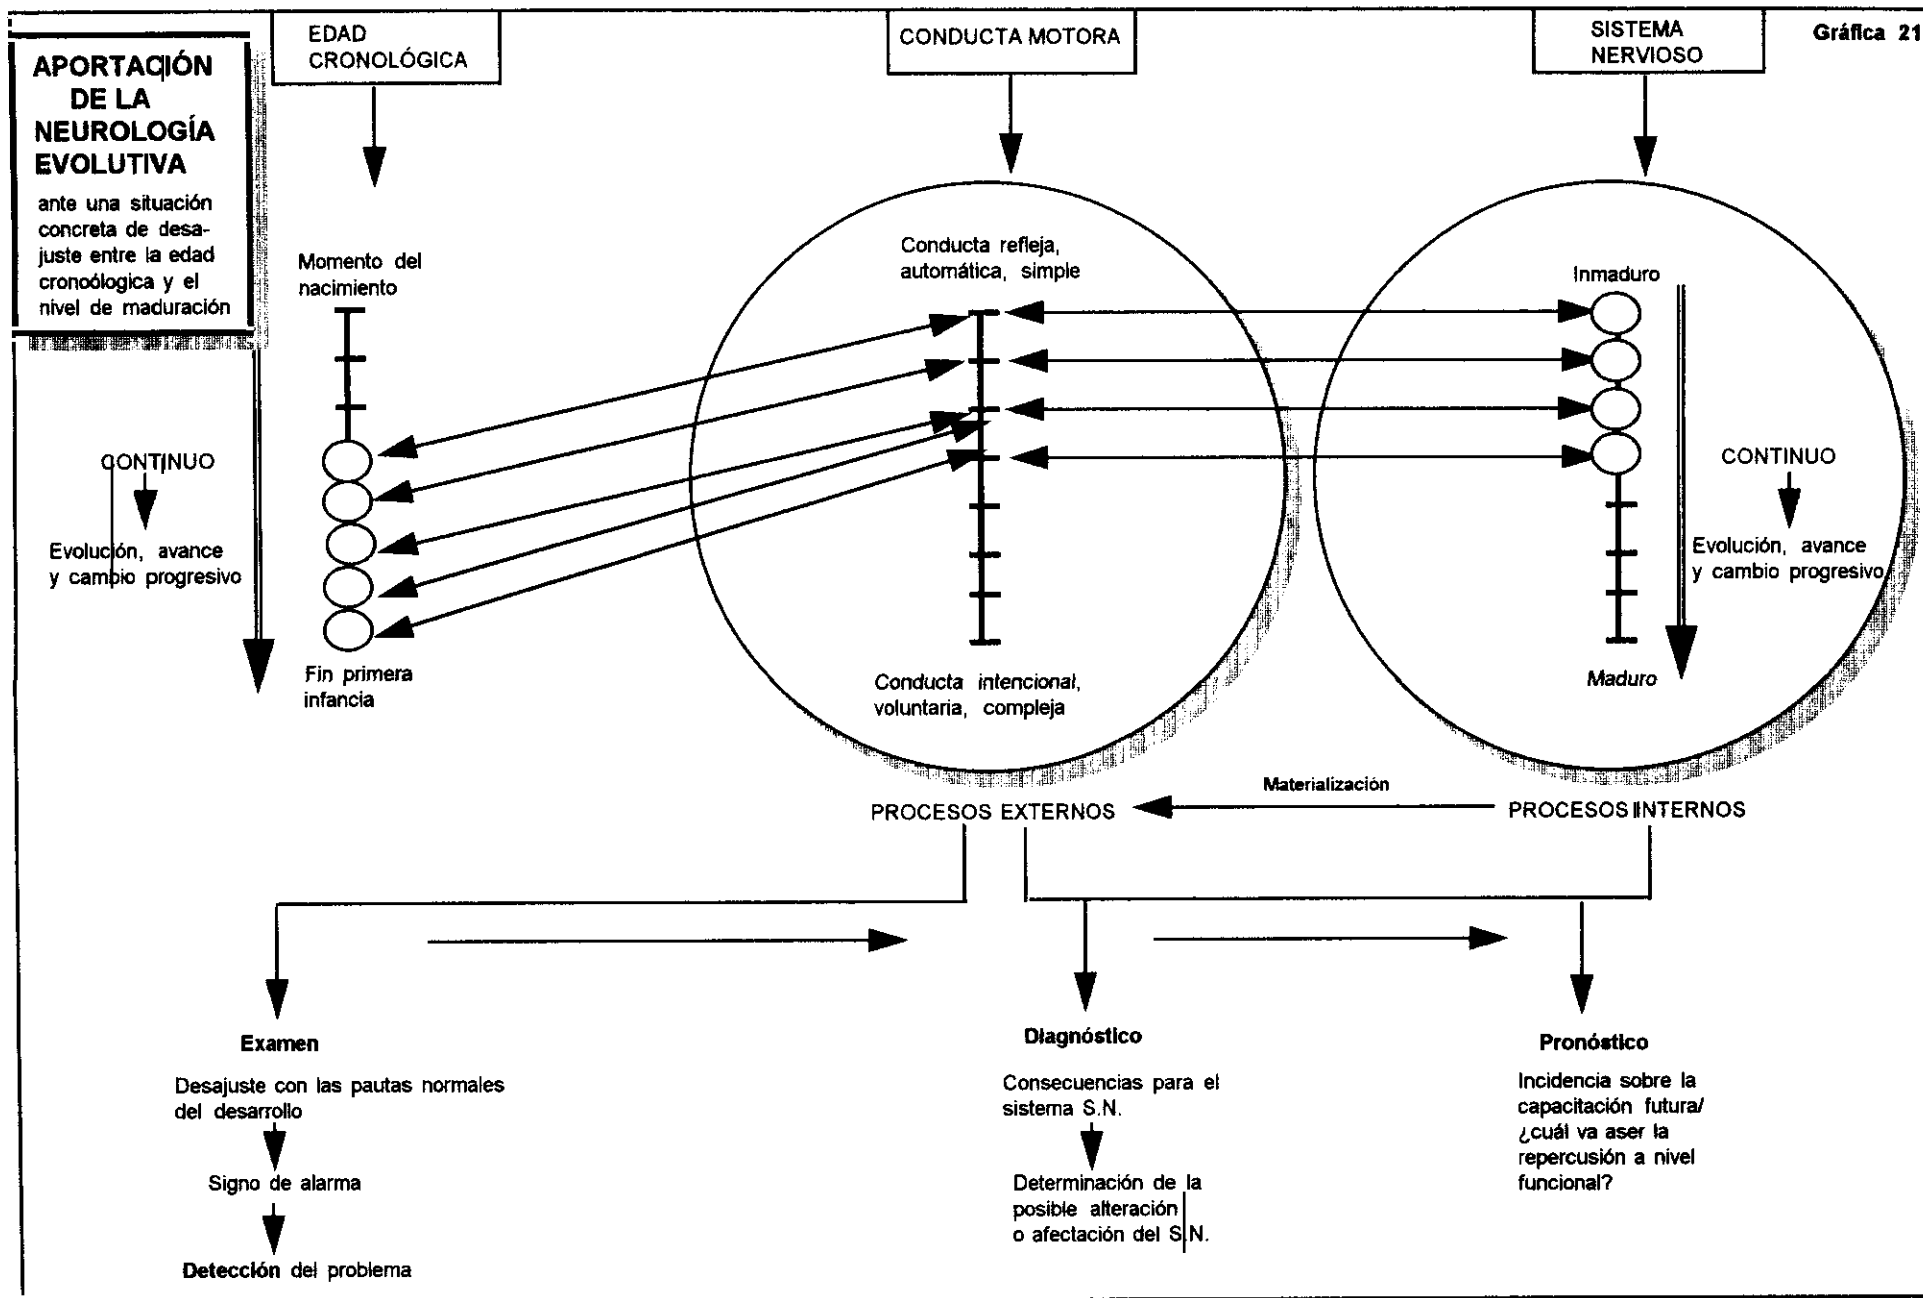 Gráfica 21
APORTACIÓN
DE LA
NEUROLOGÍA
EVOLUTIVA
ante una situación
concreta de desa-
juste entre la edad
cronoólogica y el
nivel de maduración
EDAD
CRONOLÓGICA
CONDUCTA MOTORA
SISTEMA
NERVIOSO
Momento del
nacimiento
Conducta refleja,
automática, simple
Inmaduro
CONTINUO
Evolución, avance
y cambio progresivo
CONTINUO
Evolución, avance
y cambio progresivo
Fin primera
infancia
Conducta intencional,
voluntaria, compleja
Maduro
PROCESOS EXTERNOS
Materialización
PROCESOS INTERNOS
Examen
Desajuste con las pautas normales
del desarrollo
Signo de alarma
Detección del problema
Diagnóstico
Consecuencias para el
sistema S.N.
Determinación de la
posible alteración
o afectación del S.N.
Pronóstico
Incidencia sobre la
capacitación futura/
¿cuál va aser la
repercusión a nivel
funcional?